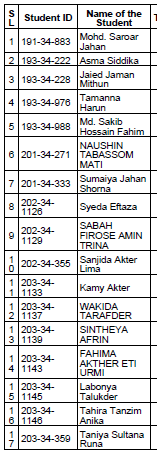 S L Student ID Name of the Student T
1 191-34-883 Mohd. Saroar Jahan
2 193-34-222 Asma Siddika
3 193-34-228 Jaied Jaman Mithun
4 193-34-976 Tamanna Harun
5 193-34-988 Md. Sakib Hossain Fahim
6 201-34-271 NAUSHIN TABASSOM MATI
7 201-34-333 Sumaiya Jahan Shorna
8 202-34-1126 Syeda Eftaza
9 202-34-1129 SABAH FIROSE AMIN TRINA
10 202-34-355 Sanjida Akter Lima
11 203-34-1133 Kamy Akter
12 203-34-1137 WAKIDA TARAFDER
13 203-34-1139 SINTHEYA AFRIN
14 203-34-1143 FAHIMA AKTHER ETI URMI
15 203-34-1145 Labonya Talukder
16 203-34-1146 Tahira Tanzim Anika
17 203-34-359 Taniya Sultana Runa